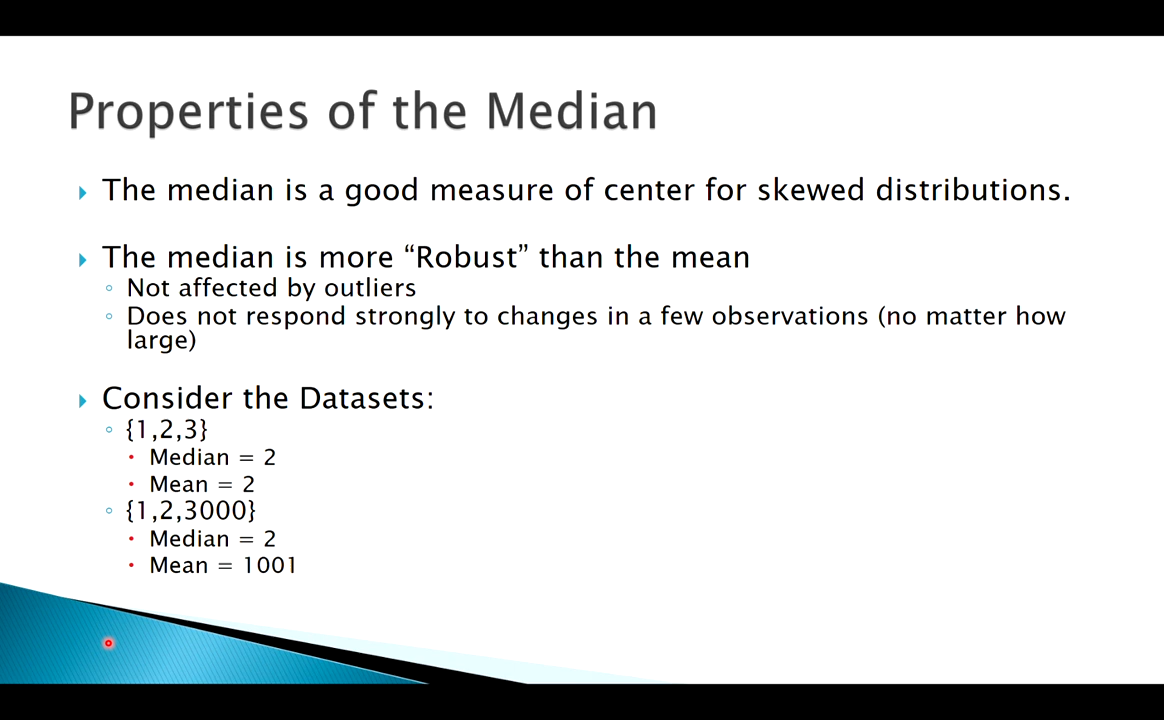 Properties of the Median
The median is a good measure of center for skewed distributions.
The median is more “Robust” than the mean
Not affected by outliers
Does not respond strongly to changes in a few observations (no matter how
large)
Consider the Datasets:
{1,2,3}
Median = 2
Mean = 2
{1,2,3000}
Median = 2
Mean = 1001